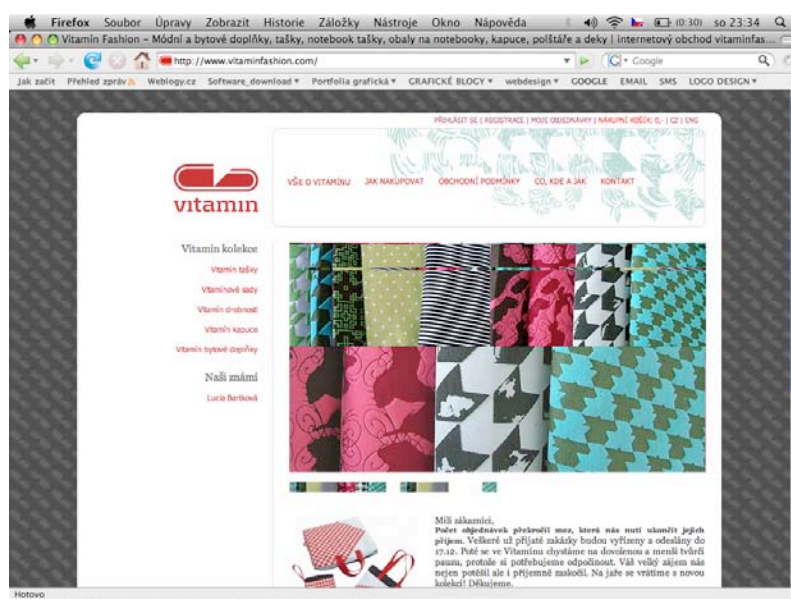 Firefox Soubor Úpravy Zobrazit Historie Záložky Nástroje Okno Nápověda (0:30) so 23:34
Vitamin Fashion – Módní a bytové doplňky, tašky, notebook tašky, obaly na notebooky, kapuce, polštáře a deky | Internetový obchod vitaminfas...
http://www.vitaminfashion.com/ Google
Jak začít Přehled zpráv Weblogy.cz Software_download Portfolia grafická GRAFICKÉ BLOGY webdesign GOOGLE EMAIL SMS LOGO DESIGN
PŘIHLÁSIT SE | REGISTRACE | MOJE OBJEDNÁVKY | NÁKUPNÍ KOŠÍK: 0,- | CZ | ENG
VŠE O VITAMÍNU JAK NAKUPOVAT OBCHODNÍ PODMÍNKY CO, KDE A JAK KONTAKT
vitamin
Vitamin kolekce
Vitamin tašky
Vitaminové sady
Vitamin drobnosti
Vitamin kapuce
Vitamin bytové doplňky
Naši známí
Lucie
Milí zákazníci,
Počet objednávek překročil mez, která nás nutí ukončit jejich
příjem. Veškeré už přijaté zakázky budou vyřízeny a odeslány do
17.12. Poté se ve Vitamínu chystáme na dovolenou a menší tvůrčí
pauzu, protože si potřebujeme odpočinout. Váš velký zájem nás
nejen potěšil ale i příjemně zaskočil. Na jaře se vrátíme s novou
kolekcí! Děkujeme.
Hotovo